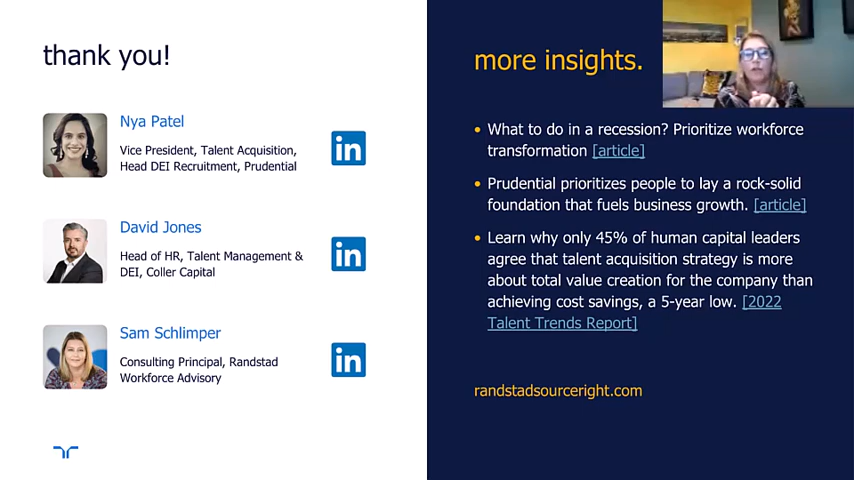 thank you!
Nya Patel
Vice President, Talent Acquisition,
Head DEI Recruitment, Prudential
in
David Jones
Head of HR, Talent Management &
DEI, Coller Capital
in
Sam Schlimper
Consulting Principal, Randstad
Workforce Advisory
in
more insights.
• What to do in a recession? Prioritize workforce
transformation [article]
• Prudential prioritizes people to lay a rock-solid
foundation that fuels business growth. [article]
• Learn why only 45% of human capital leaders
agree that talent acquisition strategy is more
about total value creation for the company than
achieving cost savings, a 5-year low. [2022
Talent Trends Report]
randstadsourceright.com